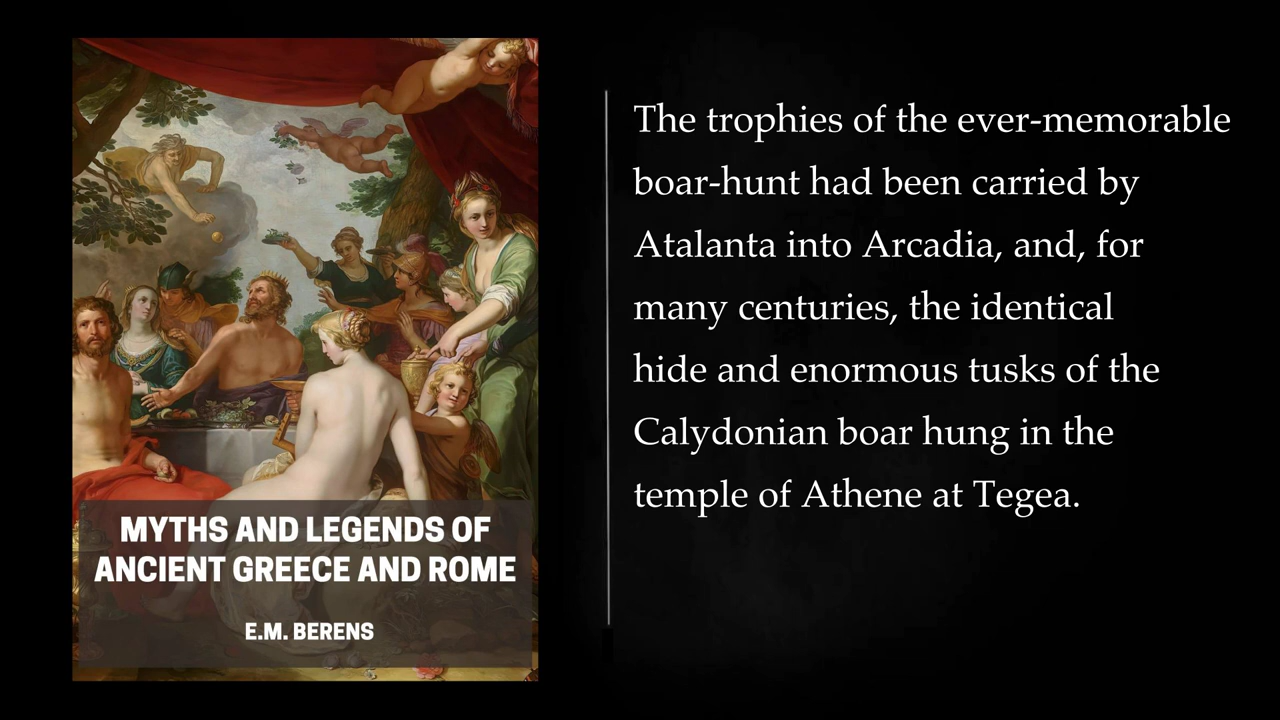 MYTHS AND LEGENDS OF
ANCIENT GREECE AND ROME
E.M. BERENS
The trophies of the ever-memorable
boar-hunt had been carried by
Atalanta into Arcadia, and, for
many centuries, the identical
hide and enormous tusks of the
Calydonian boar hung in the
temple of Athene at Tegea.